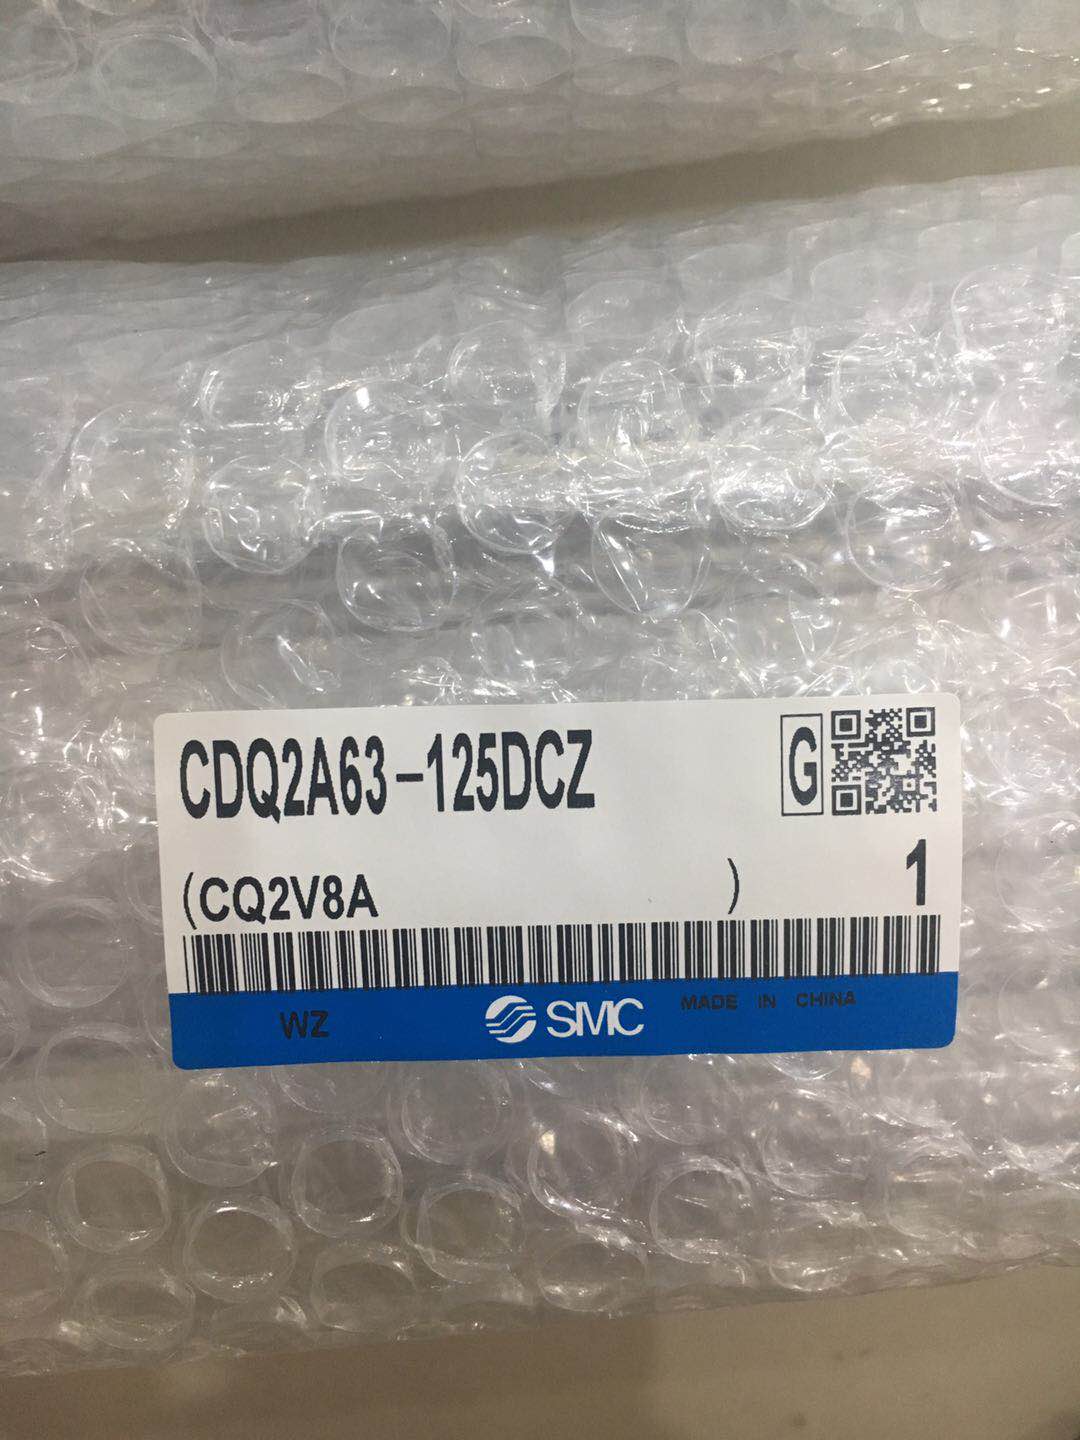 CDQ2A63-125DCZ
G
(CQ2V8A )
1
WZ
SMC
MADE IN CHINA